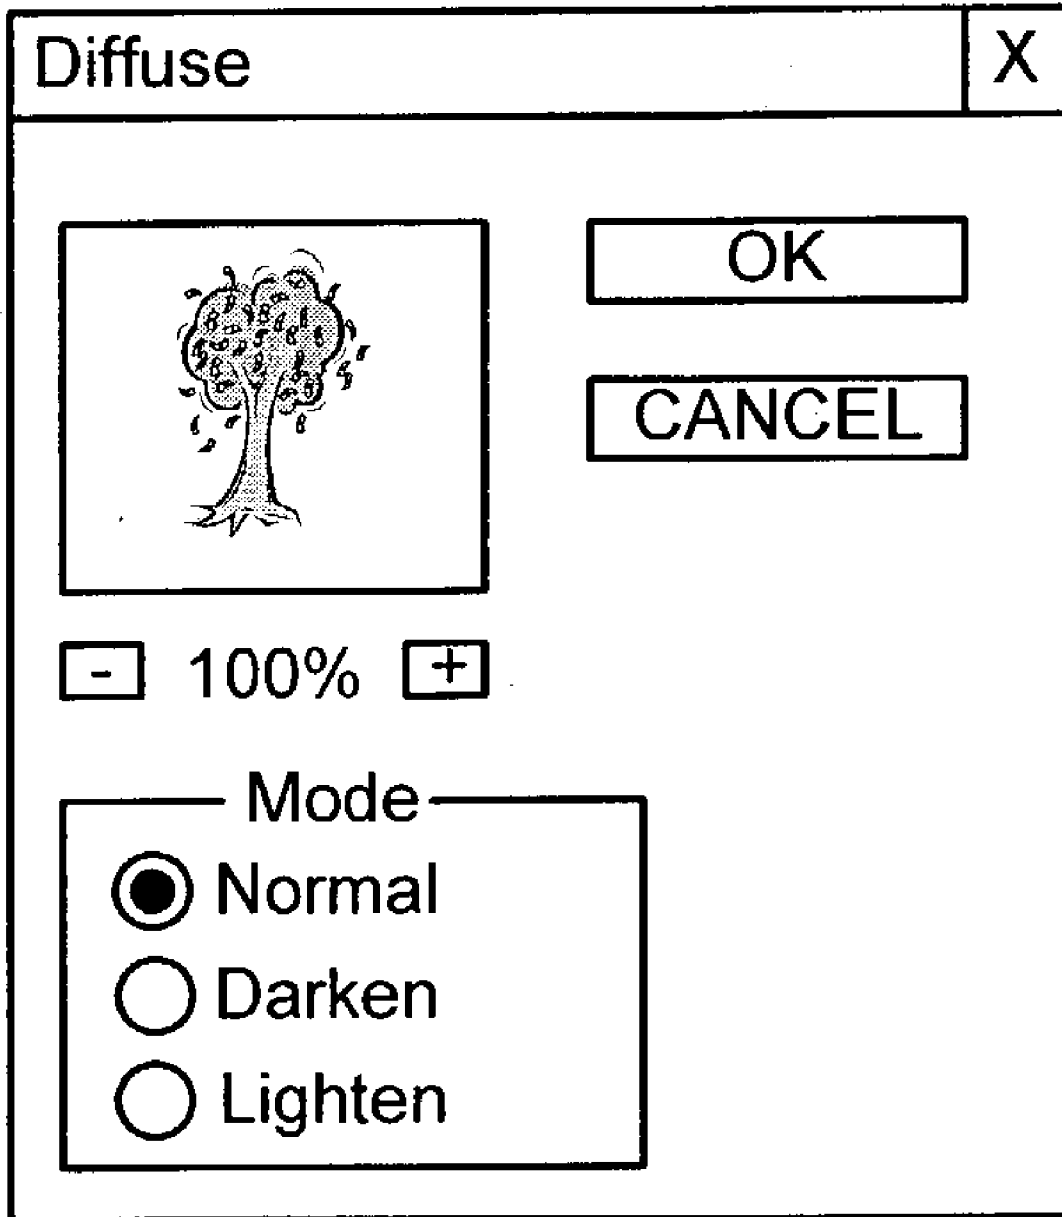 Diffuse X
OK
CANCEL
- 100% +
Mode
Normal
Darken
Lighten